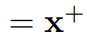 = x⁺